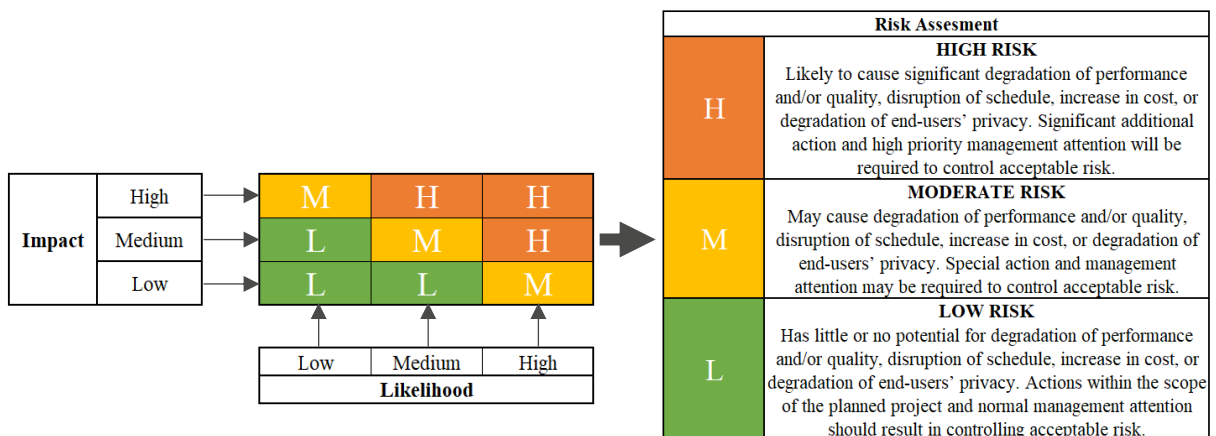 Impact
High
Medium
Low
M H H
L M H
L L M
Low Medium High
Likelihood
Risk Assesment
H
HIGH RISK
Likely to cause significant degradation of performance
and/or quality, disruption of schedule, increase in cost, or
degradation of end-users’ privacy. Significant additional
action and high priority management attention will be
required to control acceptable risk.
M
MODERATE RISK
May cause degradation of performance and/or quality,
disruption of schedule, increase in cost, or degradation of
end-users’ privacy. Special action and management
attention may be required to control acceptable risk.
L
LOW RISK
Has little or no potential for degradation of performance
and/or quality, disruption of schedule, increase in cost, or
degradation of end-users’ privacy. Actions within the scope
of the planned project and normal management attention
should result in controlling acceptable risk.